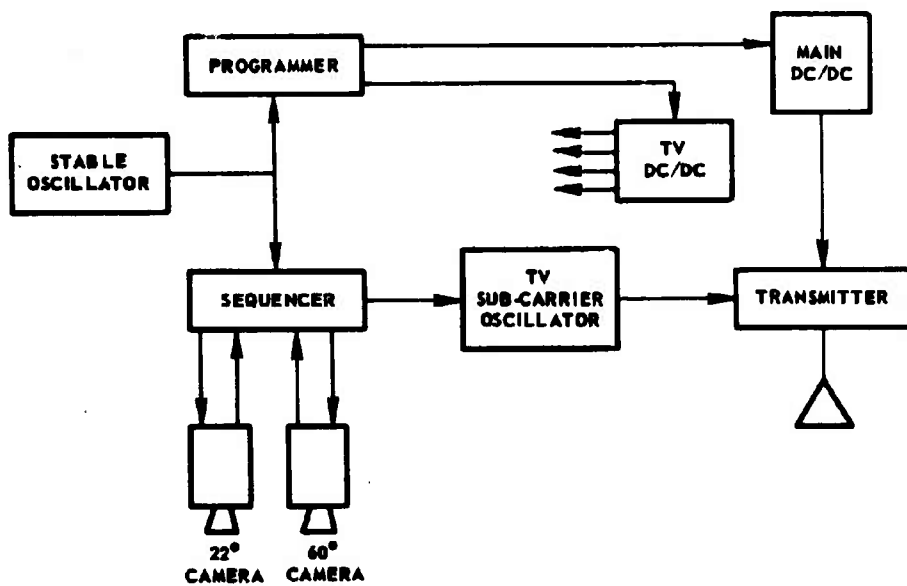 PROGRAMMER
MAIN
DC/DC
STABLE
OSCILLATOR
TV
DC/DC
SEQUENCER
TV
SUB-CARRIER
OSCILLATOR
TRANSMITTER
22°
CAMERA
60°
CAMERA